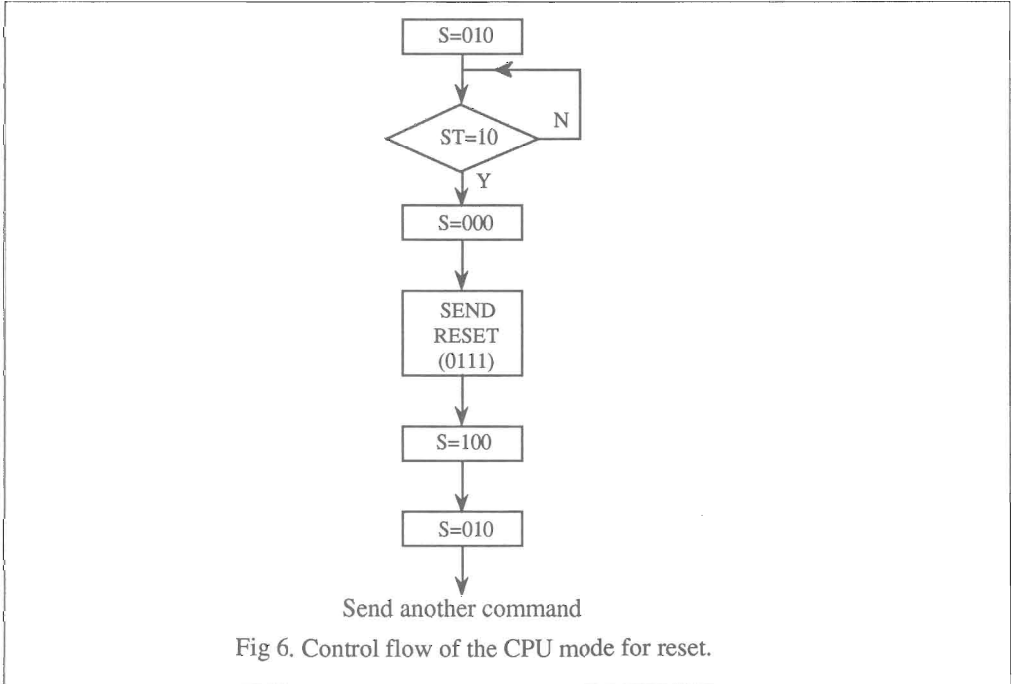 S=010
ST=10
N
Y
S=000
SEND
RESET
(0111)
S=100
S=010
Send another command
Fig 6. Control flow of the CPU mode for reset.